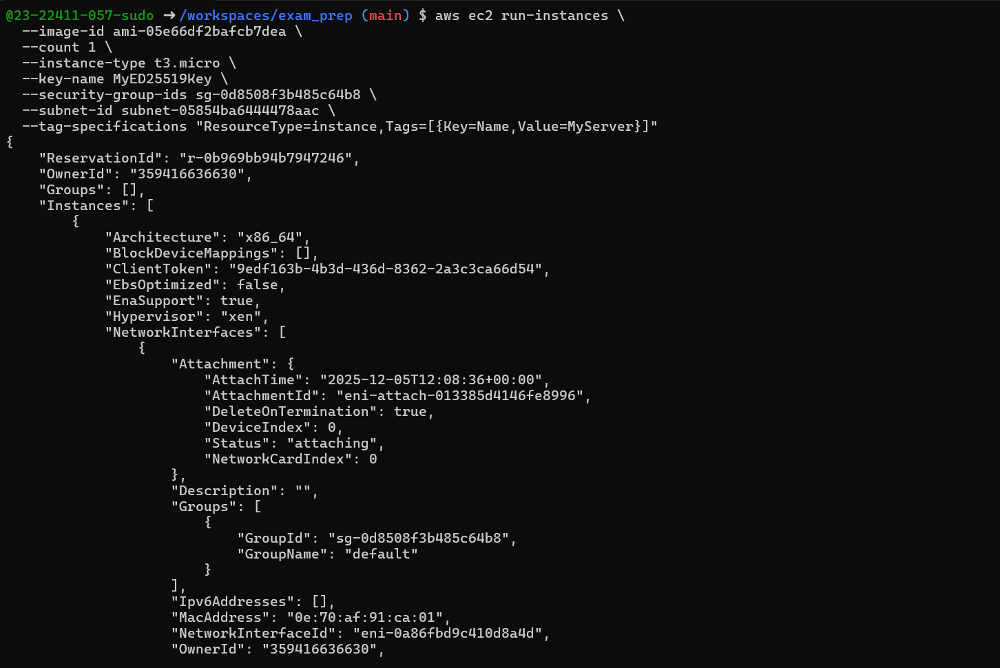 @23-22411-057-sudo ➜ /workspaces/exam_prep (main) $ aws ec2 run-instances \
  --image-id ami-05e66df2bafcb7dea \
  --count 1 \
  --instance-type t3.micro \
  --key-name MyED25519Key \
  --security-group-ids sg-0d8508f3b485c64b8 \
  --subnet-id subnet-05854ba6444478aac \
  --tag-specifications "ResourceType=instance,Tags=[{Key=Name,Value=MyServer}]"
{
    "ReservationId": "r-0b969bb94b7947246",
    "OwnerId": "359416636630",
    "Groups": [],
    "Instances": [
        {
            "Architecture": "x86_64",
            "BlockDeviceMappings": [],
            "ClientToken": "9edf163b-4b3d-436d-8362-2a3c3ca66d54",
            "EbsOptimized": false,
            "EnaSupport": true,
            "Hypervisor": "xen",
            "NetworkInterfaces": [
                {
                    "Attachment": {
                        "AttachTime": "2025-12-05T12:08:36+00:00",
                        "AttachmentId": "eni-attach-013385d4146fe8996",
                        "DeleteOnTermination": true,
                        "DeviceIndex": 0,
                        "Status": "attaching",
                        "NetworkCardIndex": 0
                    },
                    "Description": "",
                    "Groups": [
                        {
                            "GroupId": "sg-0d8508f3b485c64b8",
                            "GroupName": "default"
                        }
                    ],
                    "Ipv6Addresses": [],
                    "MacAddress": "0e:70:af:91:ca:01",
                    "NetworkInterfaceId": "eni-0a86fbd9c410d8a4d",
                    "OwnerId": "359416636630",